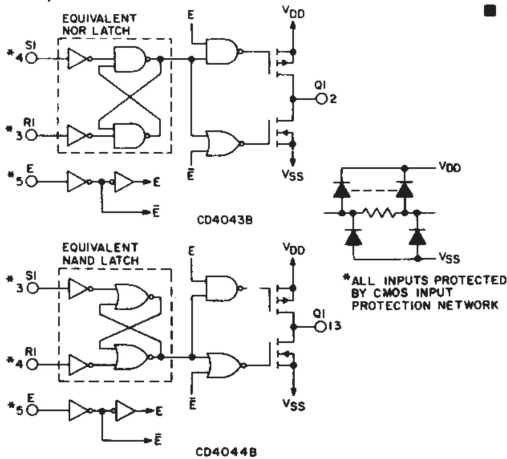 EQUIVALENT
NOR LATCH
E
VDD
*4 S1
Q1
2
*3 R1
*5 E
E
E̅
E̅
VSS
CD4043B
VDD
VSS
*ALL INPUTS PROTECTED
BY CMOS INPUT
PROTECTION NETWORK
EQUIVALENT
NAND LATCH
E
VDD
*3 S1
Q1
13
*4 R1
*5 E
E
E̅
E̅
VSS
CD4044B